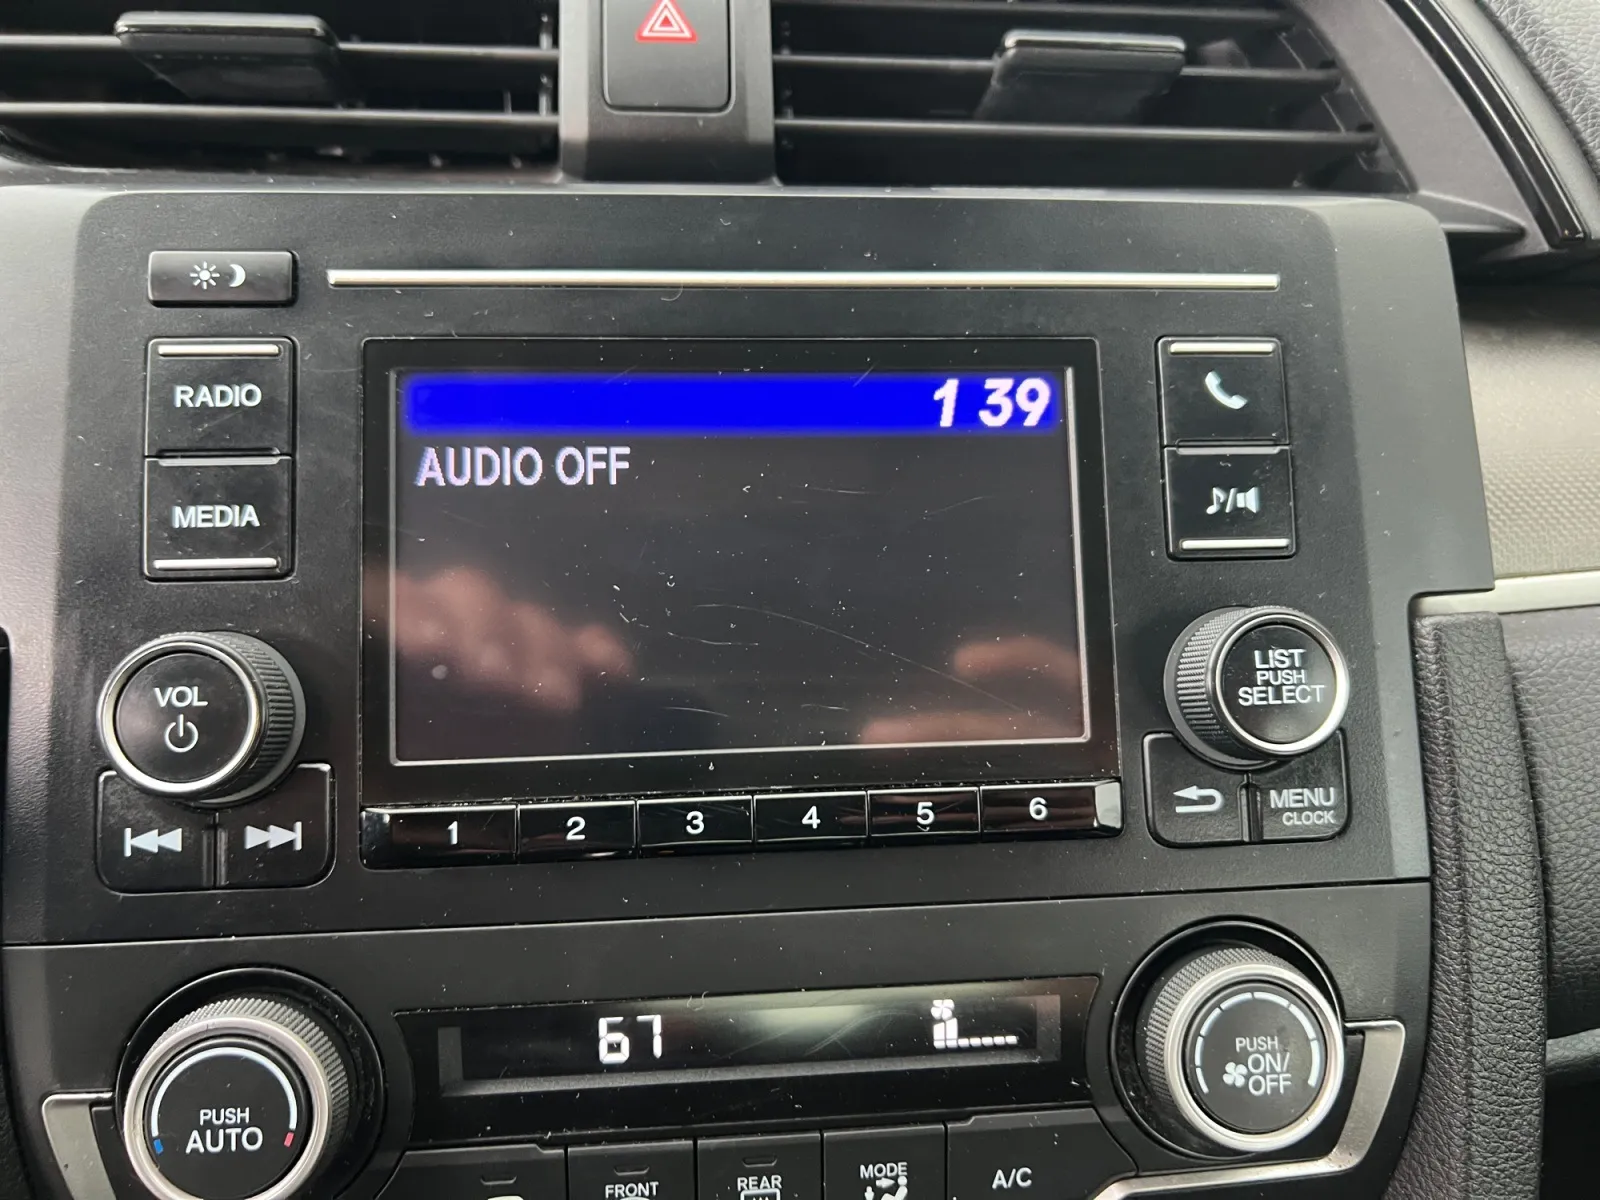 RADIO
MEDIA
1 39
AUDIO OFF
VOL
LIST
PUSH
SELECT
MENU
CLOCK
1 2 3 4 5 6
67
PUSH
AUTO
PUSH
ON/
OFF
FRONT
REAR
MODE
A/C